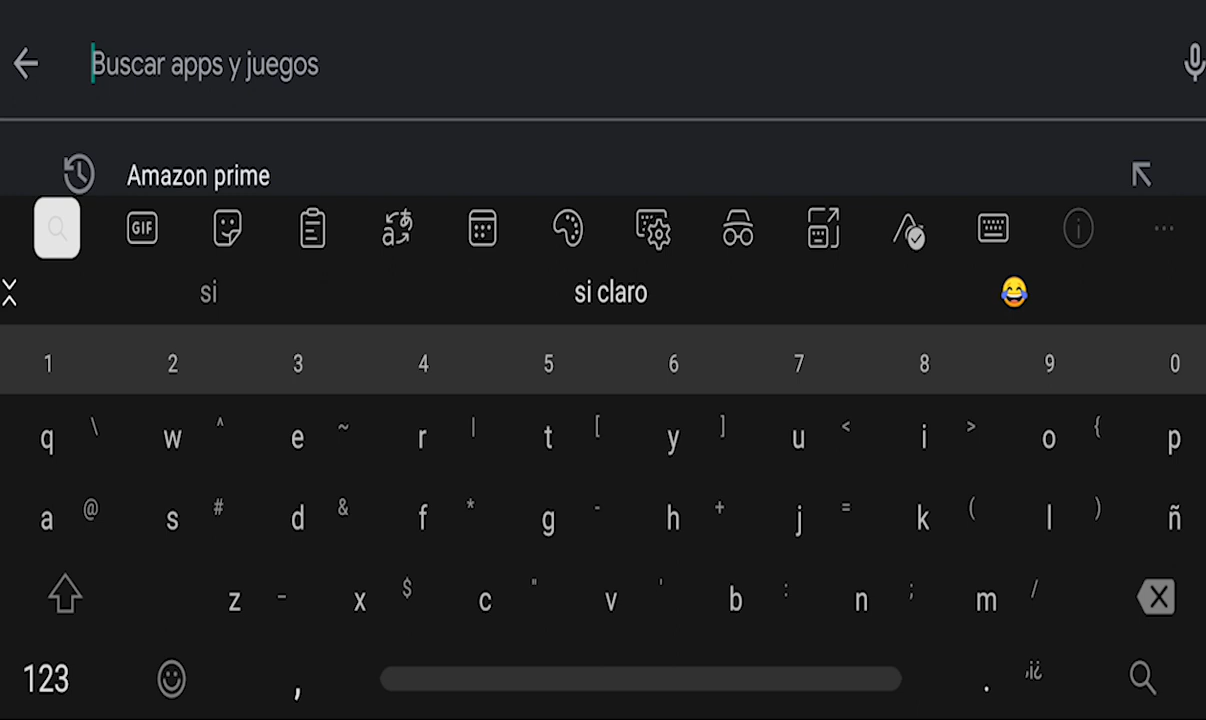 Buscar apps y juegos
Amazon prime
GIF
si si claro 😂
1 2 3 4 5 6 7 8 9 0
q \ w ^ e ~ r | t [ y ] u < i > o { p
a @ s # d & f * g - h + j = k ( l ) ñ
z _ x $ c " v ' b : n ; m /
123 , . ,¡¿